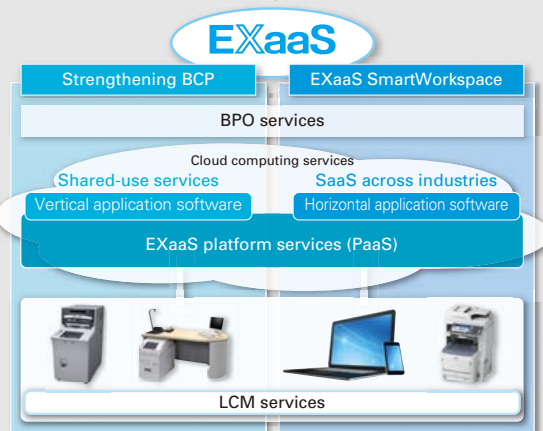 EXaaS
Strengthening BCP
EXaaS SmartWorkspace
BPO services
Cloud computing services
Shared-use services
SaaS across industries
Vertical application software
Horizontal application software
EXaaS platform services (PaaS)
LCM services